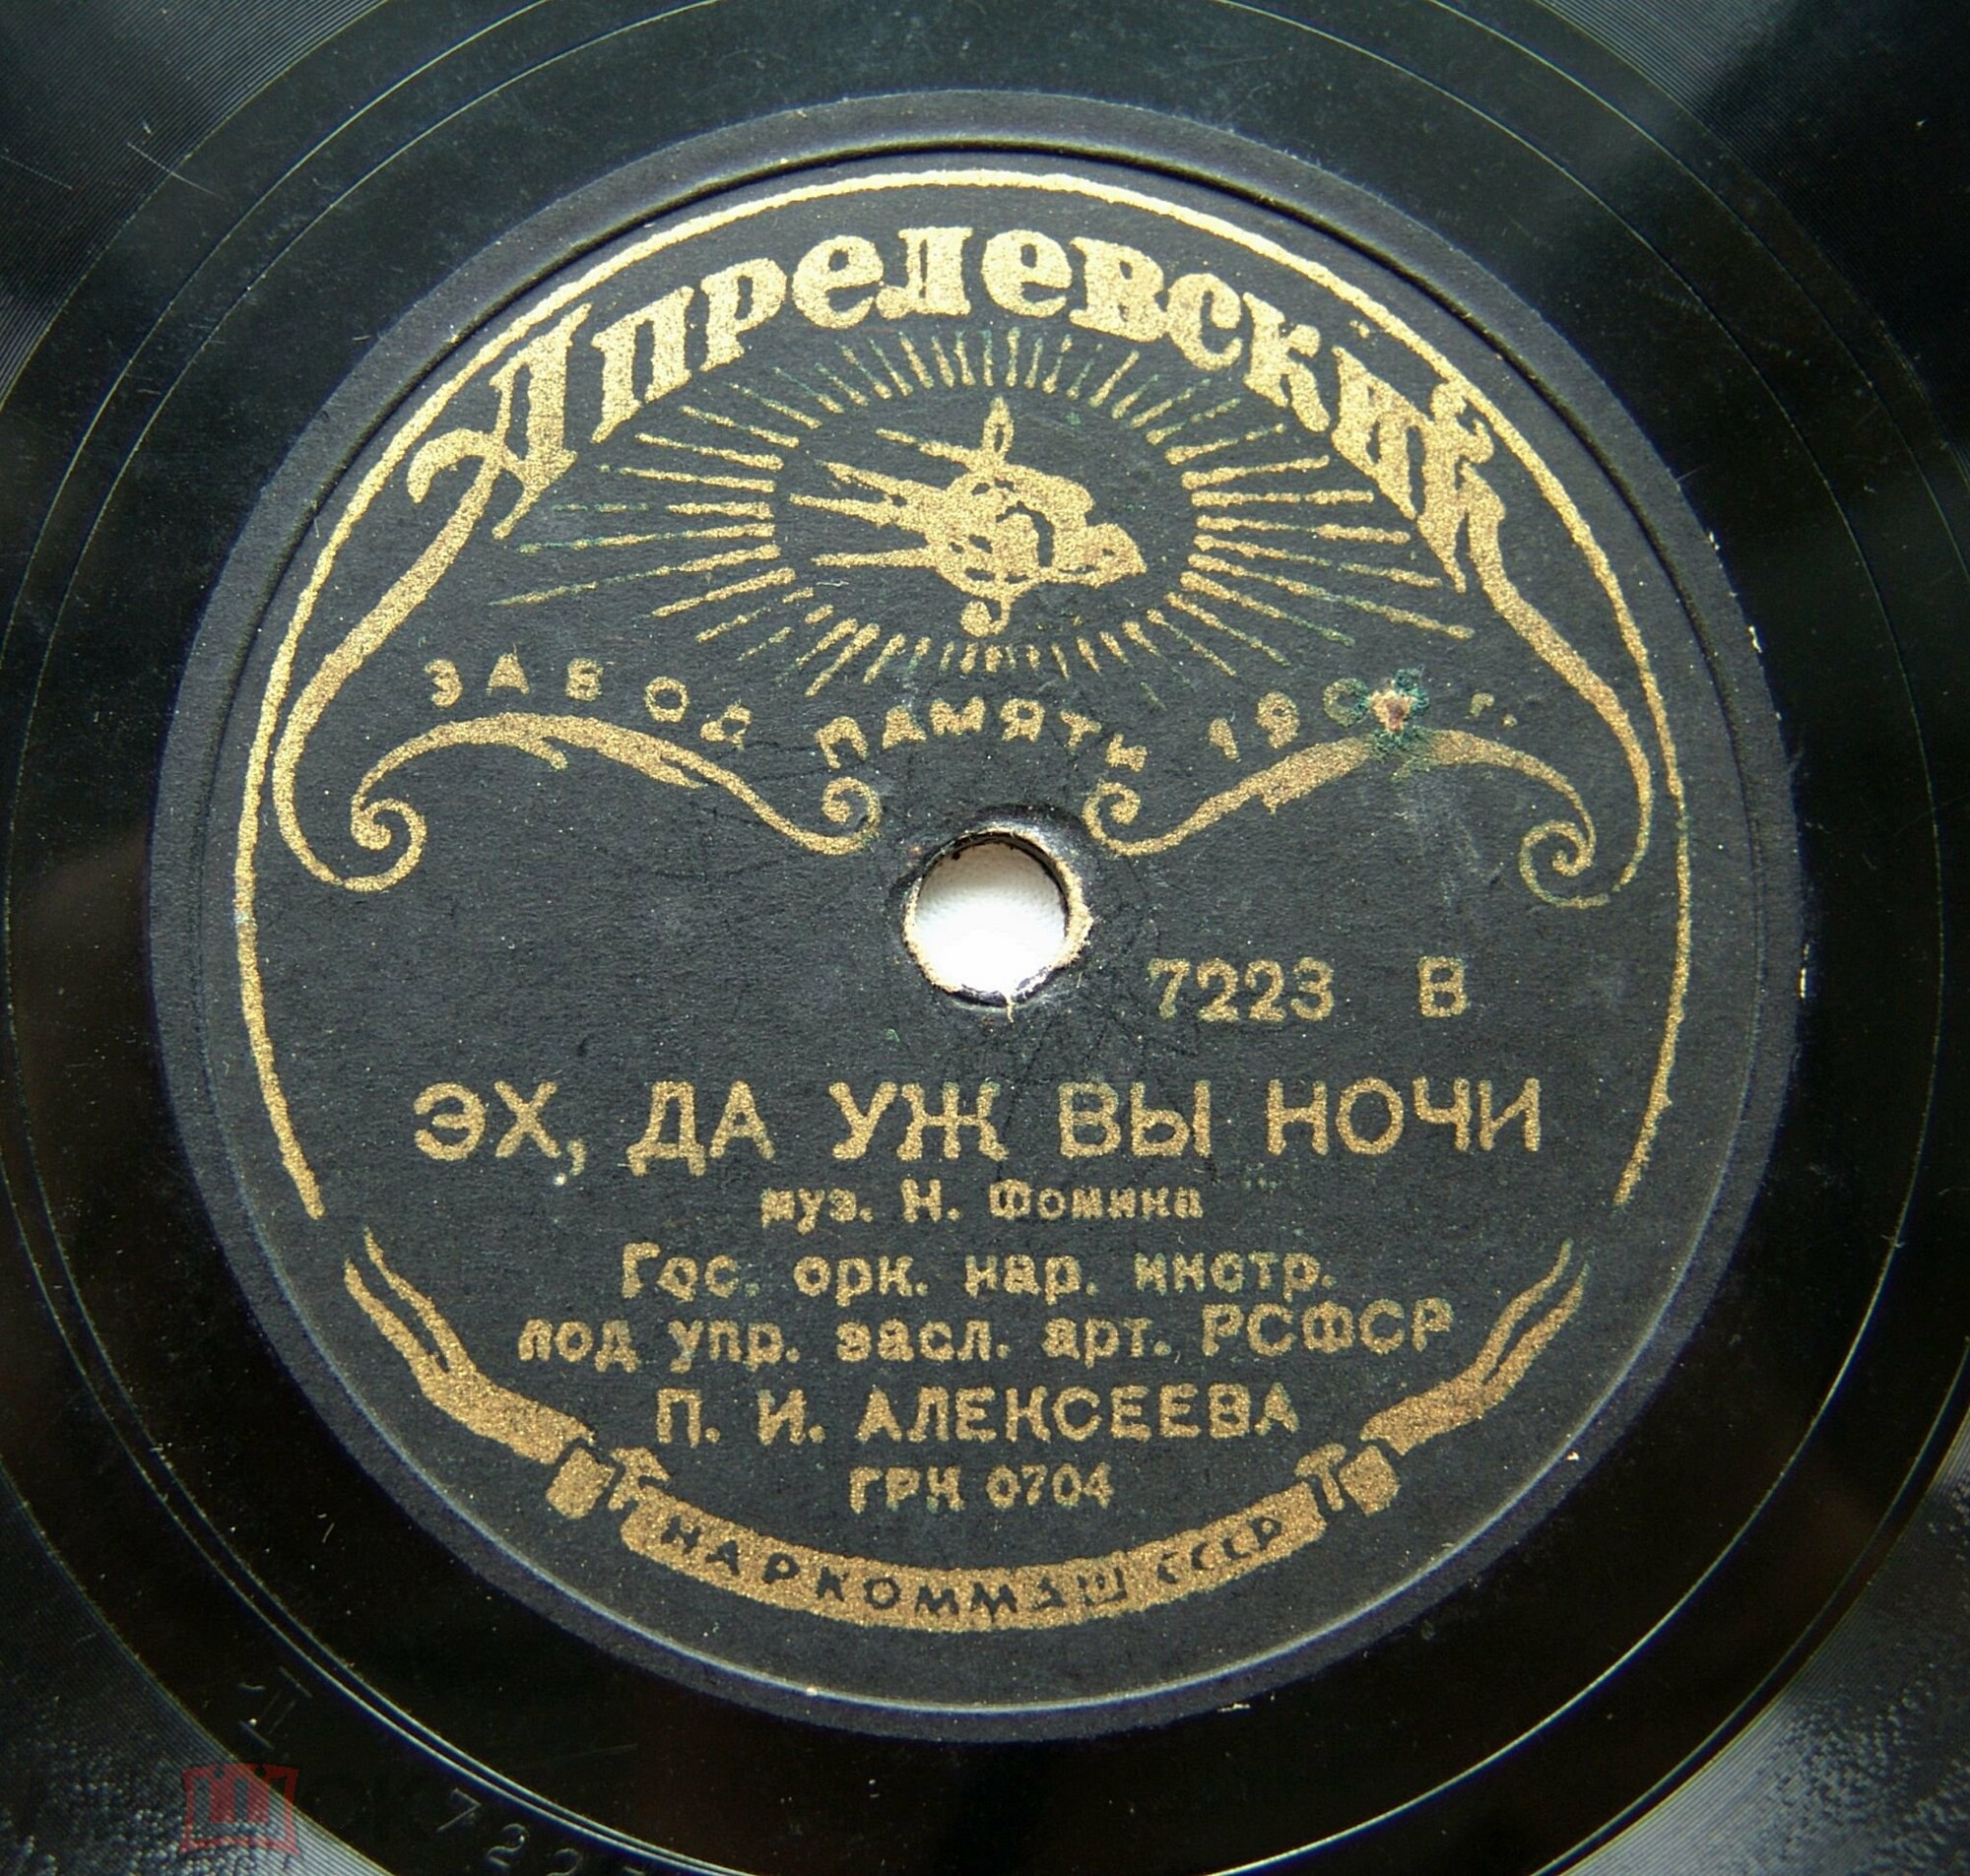 Апрелевский
ЗАВОД ПАМЯТИ 190 г.
7223 В
ЭХ, ДА УЖ ВЫ НОЧИ
муз. Н. Фомина
Гос. орк. нар. инстр.
под упр. засл. арт. РСФСР
П. И. АЛЕКСЕЕВА
ГРК 0704
НАРКОММАШ СССР